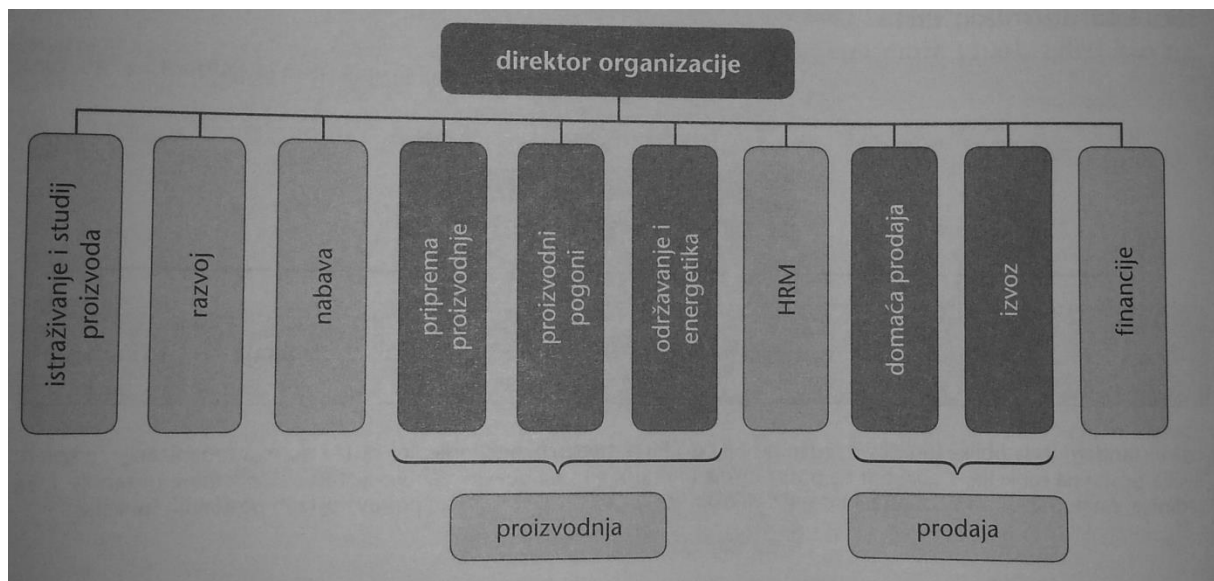 direktor organizacije
istraživanje i studij
proizvoda
razvoj
nabava
priprema
proizvodnje
proizvodni
pogoni
održavanje i
energetika
HRM
domaća prodaja
izvoz
financije
proizvodnja
prodaja